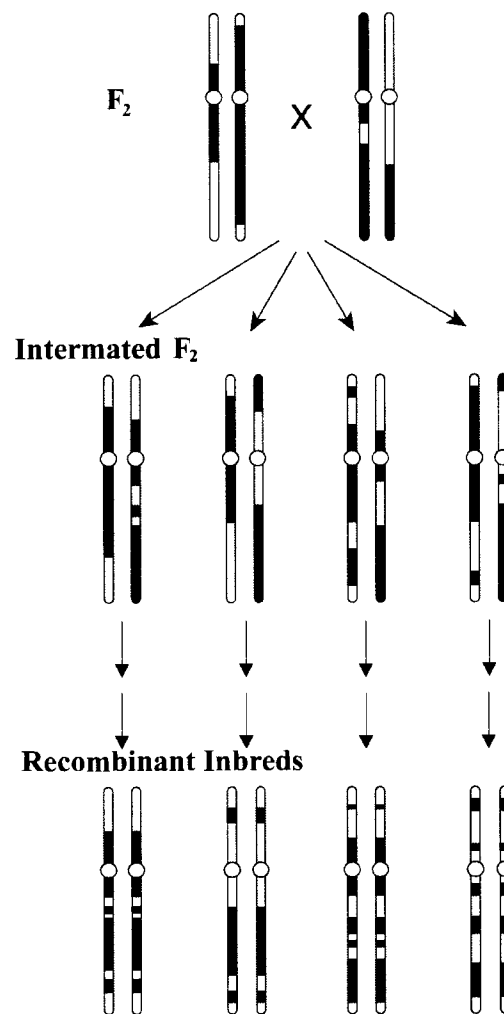 F₂
X
Intermated F₂
Recombinant Inbreds